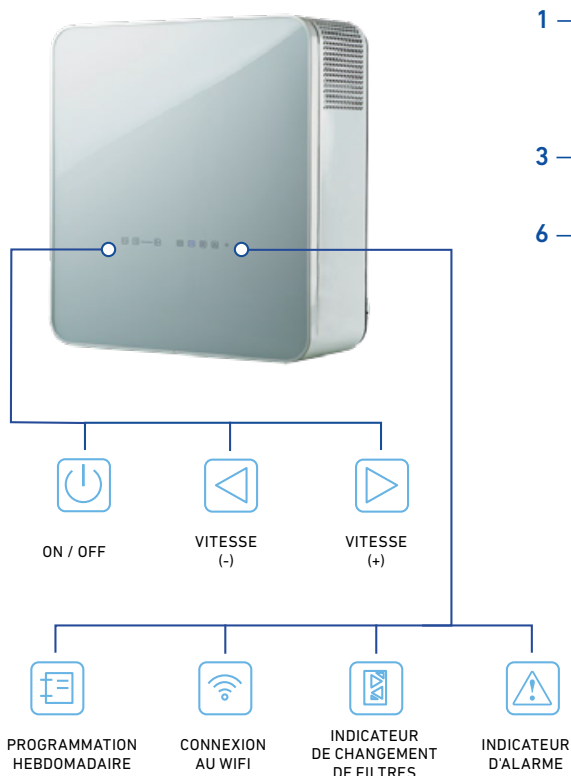 1
3
6
ON / OFF
VITESSE
(-)
VITESSE
(+)
PROGRAMMATION
HEBDOMADAIRE
CONNEXION
AU WIFI
INDICATEUR
DE CHANGEMENT
DE FILTRES
INDICATEUR
D'ALARME